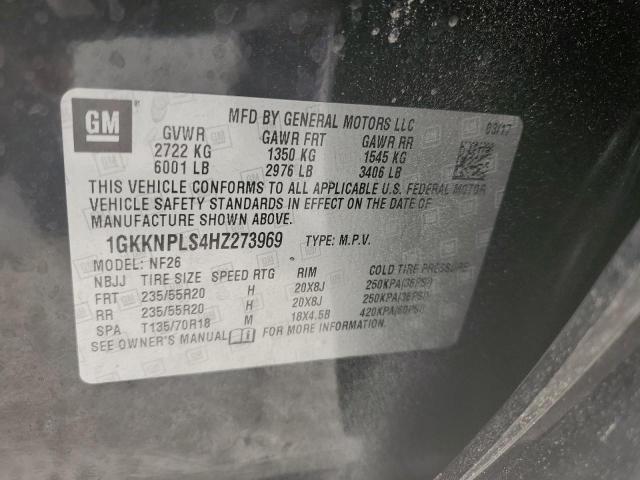 GM
MFD BY GENERAL MOTORS LLC 03/17
GVWR GAWR FRT GAWR RR
2722 KG 1350 KG 1545 KG
6001 LB 2976 LB 3406 LB
THIS VEHICLE CONFORMS TO ALL APPLICABLE U.S. FEDERAL MOTOR
VEHICLE SAFETY STANDARDS IN EFFECT ON THE DATE OF
MANUFACTURE SHOWN ABOVE.
1GKKNPLS4HZ273969 TYPE: M.P.V.
MODEL: NF26
NBJJ TIRE SIZE SPEED RTG RIM COLD TIRE PRESSURE
FRT 235/55R20 H 20X8J 250KPA(36PSI)
RR 235/55R20 H 20X8J 250KPA(36PSI)
SPA T135/70R18 M 18X4.5B 420KPA(60PSI)
SEE OWNER'S MANUAL FOR MORE INFORMATION.